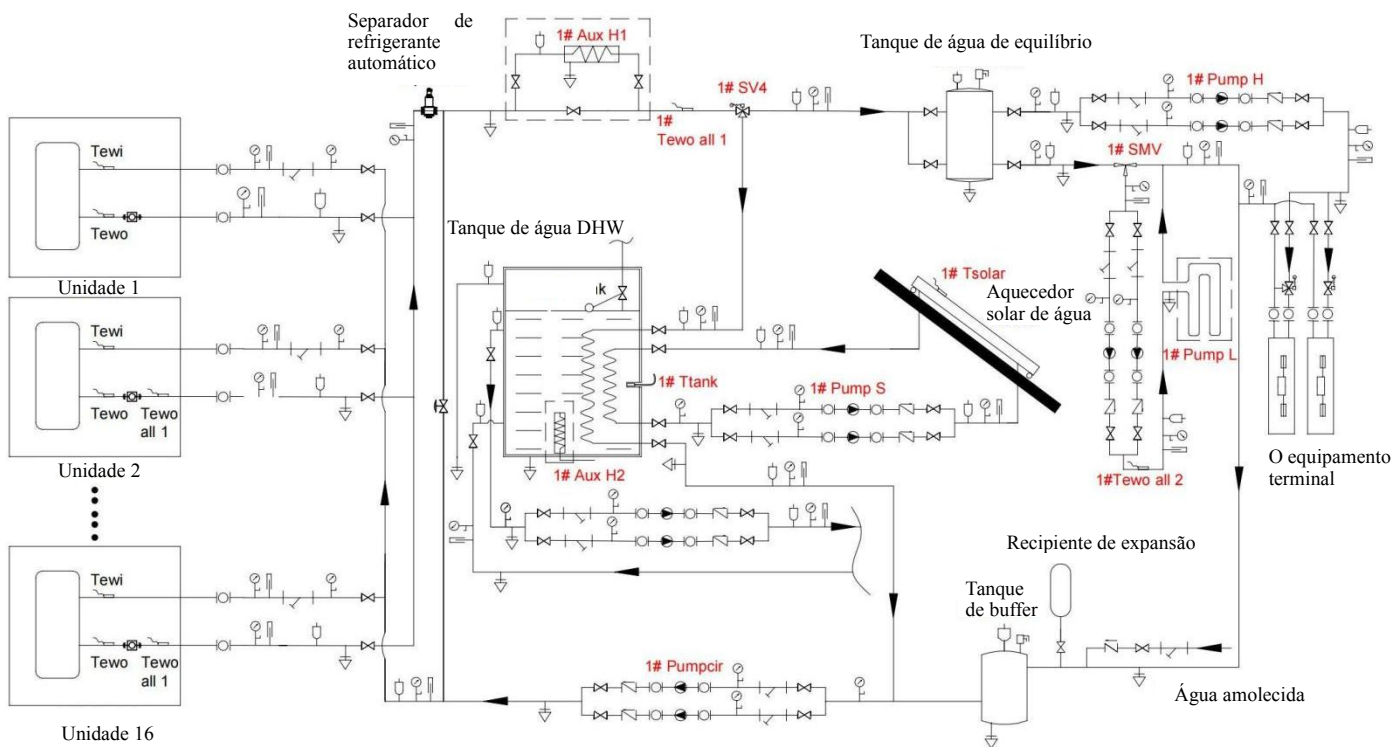 Separador de
refrigerante
automático
1# Aux H1
Tanque de água de equilíbrio
1# Pump H
1# SV4
1#
Tewo all 1
1# SMV
Tewi
Tewo
Unidade 1
Tanque de água DHW
1# Tsolar
Aquecedor
solar de água
Tewi
Tewo
Tewo
all 1
Unidade 2
1# Ttank
1# Pump S
1# Pump L
1# Aux H2
1#Tewo all 2
O equipamento
terminal
Recipiente de expansão
Tewi
Tewo
Tewo
all 1
Unidade 16
Tanque
de buffer
1# Pumpcir
Água amolecida